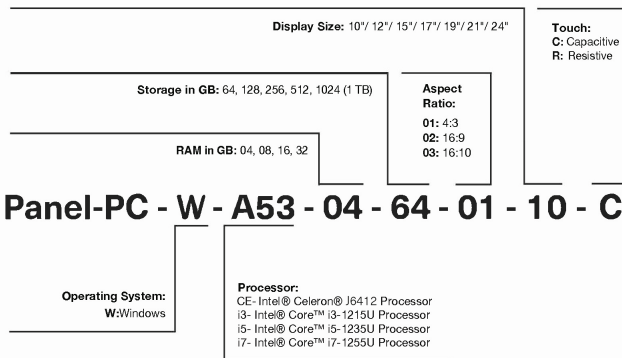 Display Size: 10"/ 12"/ 15"/ 17"/ 19"/ 21"/ 24"
Touch:
C: Capacitive
R: Resistive
Storage in GB: 64, 128, 256, 512, 1024 (1 TB)
Aspect
Ratio:
01: 4:3
02: 16:9
03: 16:10
RAM in GB: 04, 08, 16, 32
Panel-PC - W - A53 - 04 - 64 - 01 - 10 - C
Operating System:
W:Windows
Processor:
CE- Intel® Celeron® J6412 Processor
i3- Intel® Core™ i3-1215U Processor
i5- Intel® Core™ i5-1235U Processor
i7- Intel® Core™ i7-1255U Processor